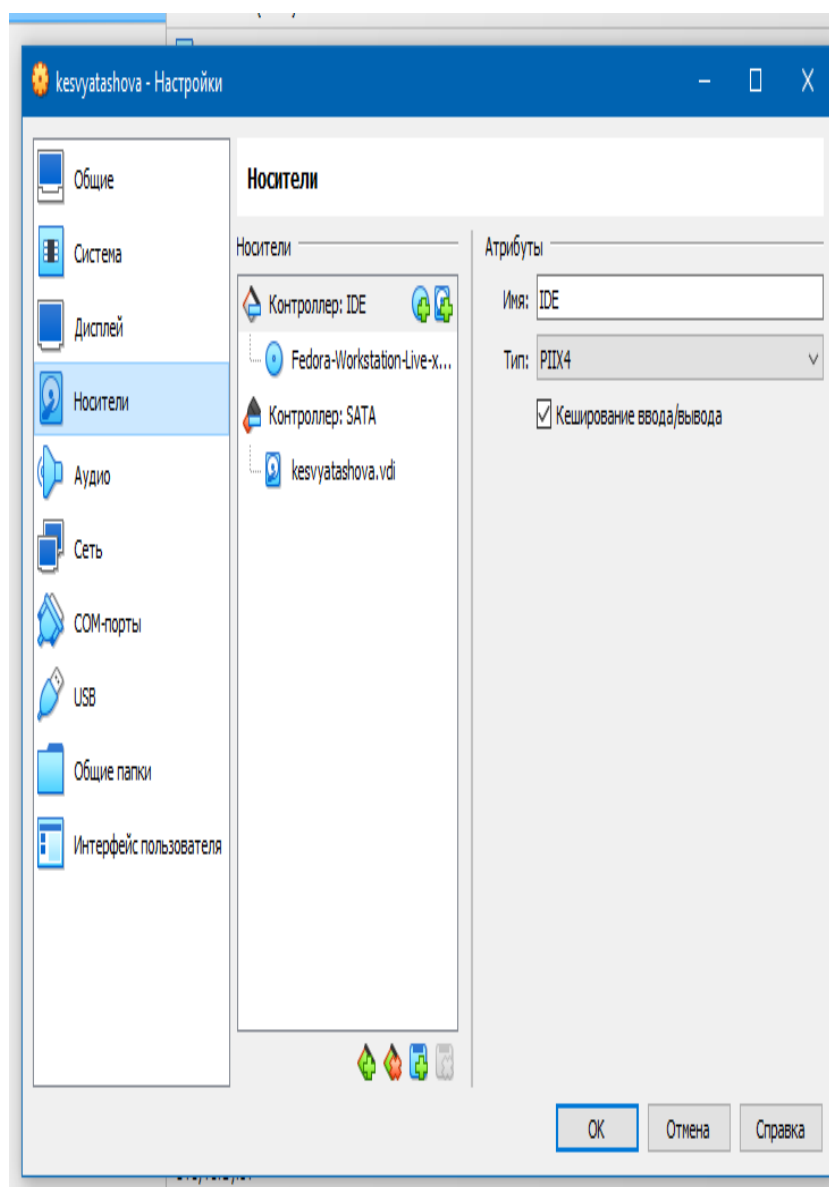 kesvyatashova - Настройки
Общие
Система
Дисплей
Носители
Аудио
Сеть
COM-порты
USB
Общие папки
Интерфейс пользователя
Носители
Носители
Контроллер: IDE
Fedora-Workstation-Live-x...
Контроллер: SATA
kesvyatashova.vdi
Атрибуты
Имя: IDE
Тип: PIIX4
Кеширование ввода/вывода
OK
Отмена
Справка